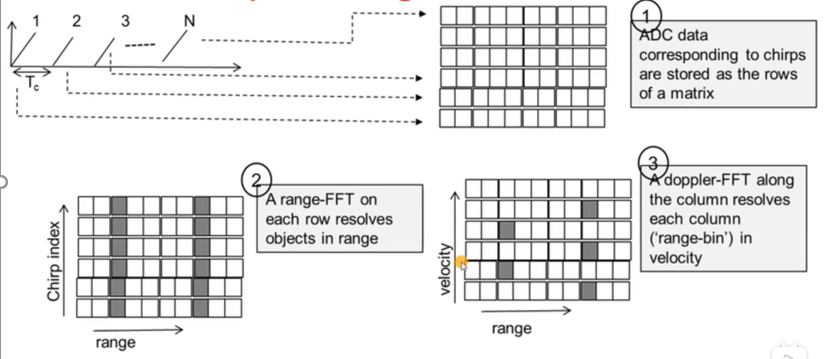 1 2 3 N
T_c
1
ADC data
corresponding to chirps
are stored as the rows
of a matrix
2
A range-FFT on
each row resolves
objects in range
Chirp index
range
3
A doppler-FFT along
the column resolves
each column
('range-bin') in
velocity
velocity
range